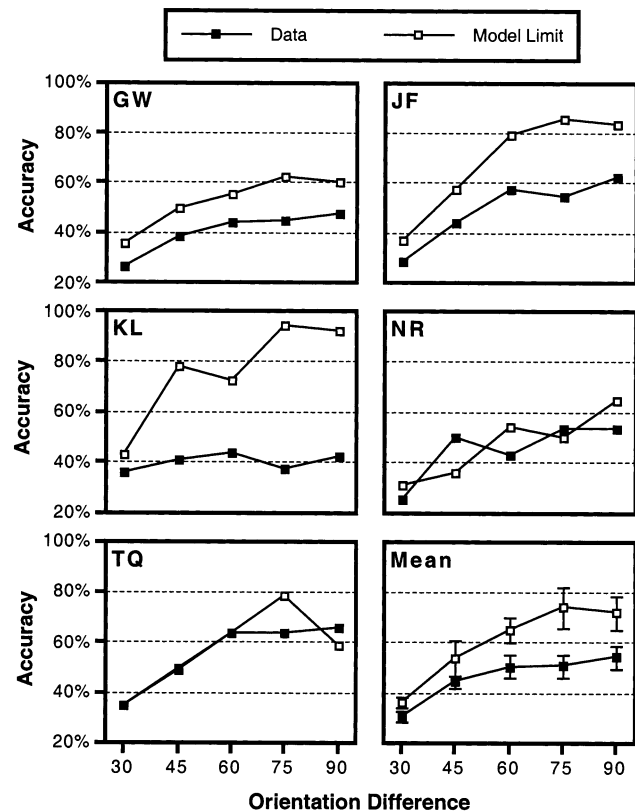 Data Model Limit
GW
JF
100%
80%
60%
40%
20%
Accuracy
KL
NR
100%
80%
60%
40%
20%
Accuracy
TQ
Mean
100%
80%
60%
40%
20%
Accuracy
30 45 60 75 90 30 45 60 75 90
Orientation Difference